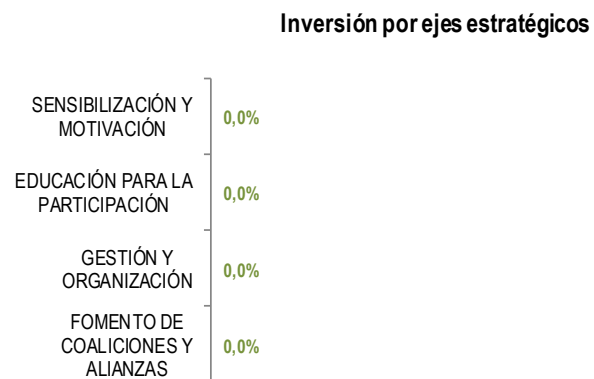 Inversión por ejes estratégicos
SENSIBILIZACIÓN Y
MOTIVACIÓN
0,0%
EDUCACIÓN PARA LA
PARTICIPACIÓN
0,0%
GESTIÓN Y
ORGANIZACIÓN
0,0%
FOMENTO DE
COALICIONES Y
ALIANZAS
0,0%